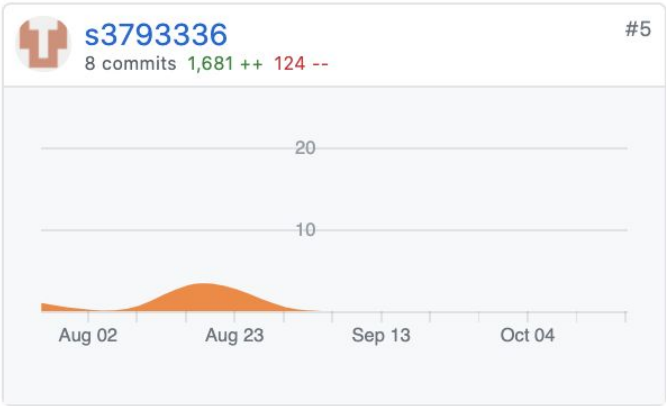 s3793336
#5
8 commits 1,681 ++ 124 --
20
10
Aug 02 Aug 23 Sep 13 Oct 04